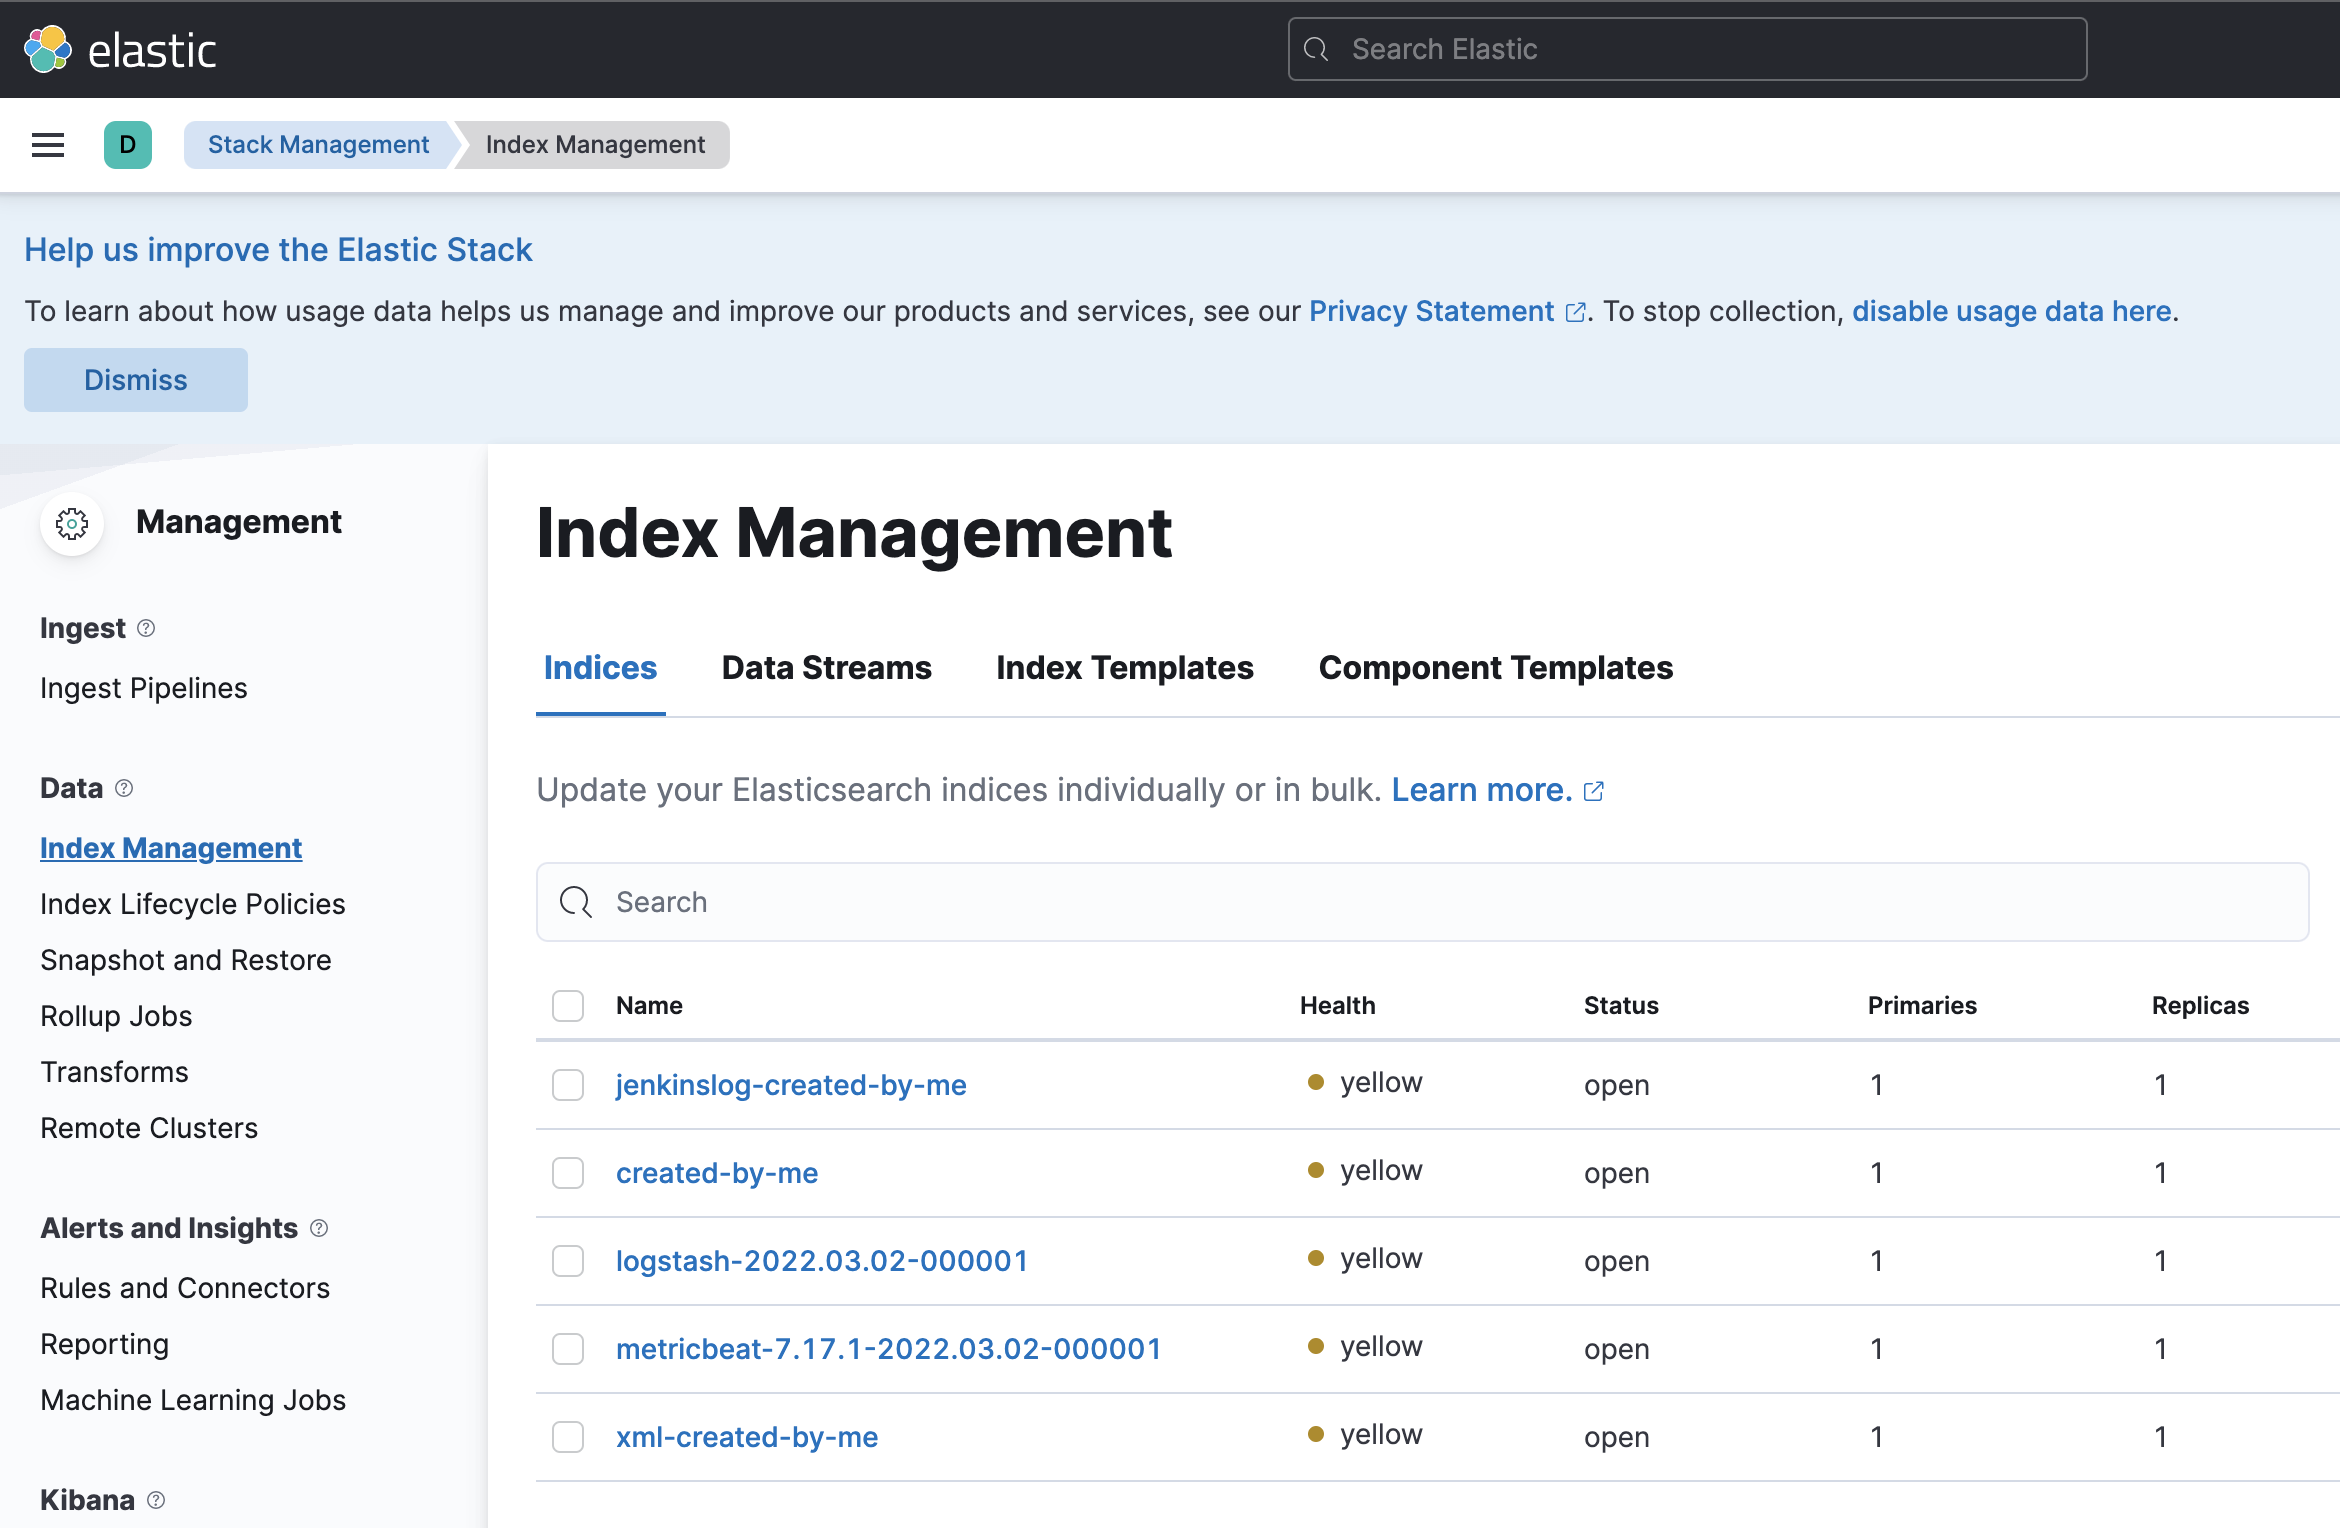 elastic
Search Elastic
D
Stack Management
Index Management
Help us improve the Elastic Stack
To learn about how usage data helps us manage and improve our products and services, see our Privacy Statement. To stop collection, disable usage data here.
Dismiss
Management
Ingest
Ingest Pipelines
Data
Index Management
Index Lifecycle Policies
Snapshot and Restore
Rollup Jobs
Transforms
Remote Clusters
Alerts and Insights
Rules and Connectors
Reporting
Machine Learning Jobs
Kibana
Index Management
Indices Data Streams Index Templates Component Templates
Update your Elasticsearch indices individually or in bulk. Learn more.
Search
Name Health Status Primaries Replicas
jenkinslog-created-by-me yellow open 1 1
created-by-me yellow open 1 1
logstash-2022.03.02-000001 yellow open 1 1
metricbeat-7.17.1-2022.03.02-000001 yellow open 1 1
xml-created-by-me yellow open 1 1